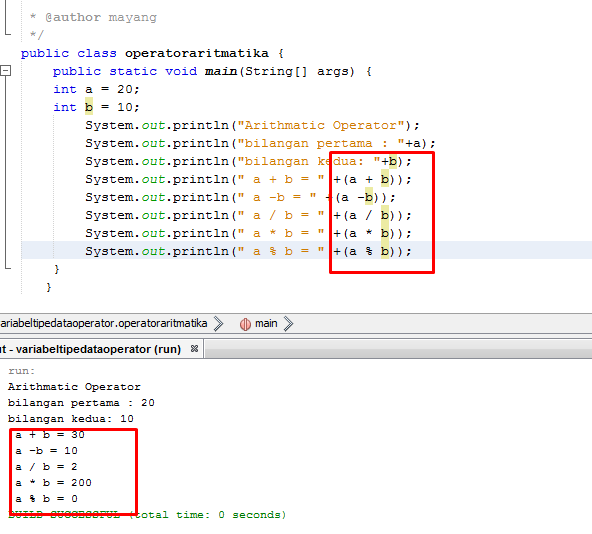 * @author mayang
*/
public class operatoraritmatika {
public static void main(String[] args) {
int a = 20;
int b = 10;
System.out.println("Arithmatic Operator");
System.out.println("bilangan pertama : "+a);
System.out.println("bilangan kedua: "+b);
System.out.println(" a + b = " +(a + b));
System.out.println(" a -b = " +(a -b));
System.out.println(" a / b = " +(a / b));
System.out.println(" a * b = " +(a * b));
System.out.println(" a % b = " +(a % b));
}
}
ariabeltipedataoperator.operatoraritmatika main
ut - variabeltipedataoperator (run)
run:
Arithmatic Operator
bilangan pertama : 20
bilangan kedua: 10
a + b = 30
a -b = 10
a / b = 2
a * b = 200
a % b = 0
BUILD SUCCESSFUL (total time: 0 seconds)